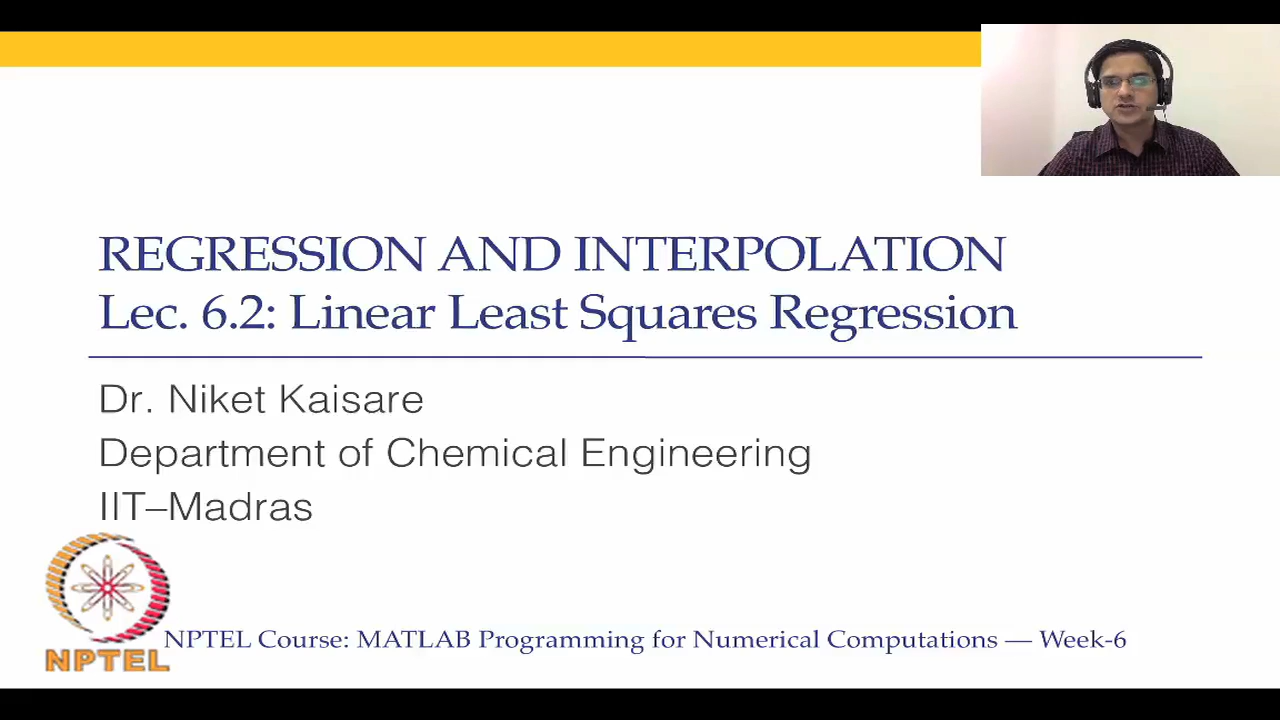 REGRESSION AND INTERPOLATION
Lec. 6.2: Linear Least Squares Regression
Dr. Niket Kaisare
Department of Chemical Engineering
IIT–Madras
NPTEL
NPTEL Course: MATLAB Programming for Numerical Computations — Week-6